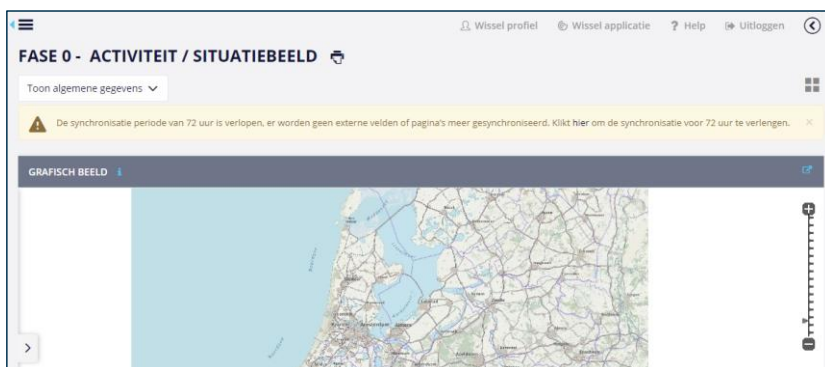 Wissel profiel Wissel applicatie ? Help Uitloggen
FASE 0 - ACTIVITEIT / SITUATIEBEELD
Toon algemene gegevens
De synchronisatie periode van 72 uur is verlopen, er worden geen externe velden of pagina's meer gesynchroniseerd. Klikt hier om de synchronisatie voor 72 uur te verlengen.
GRAFISCH BEELD
Amsterdam